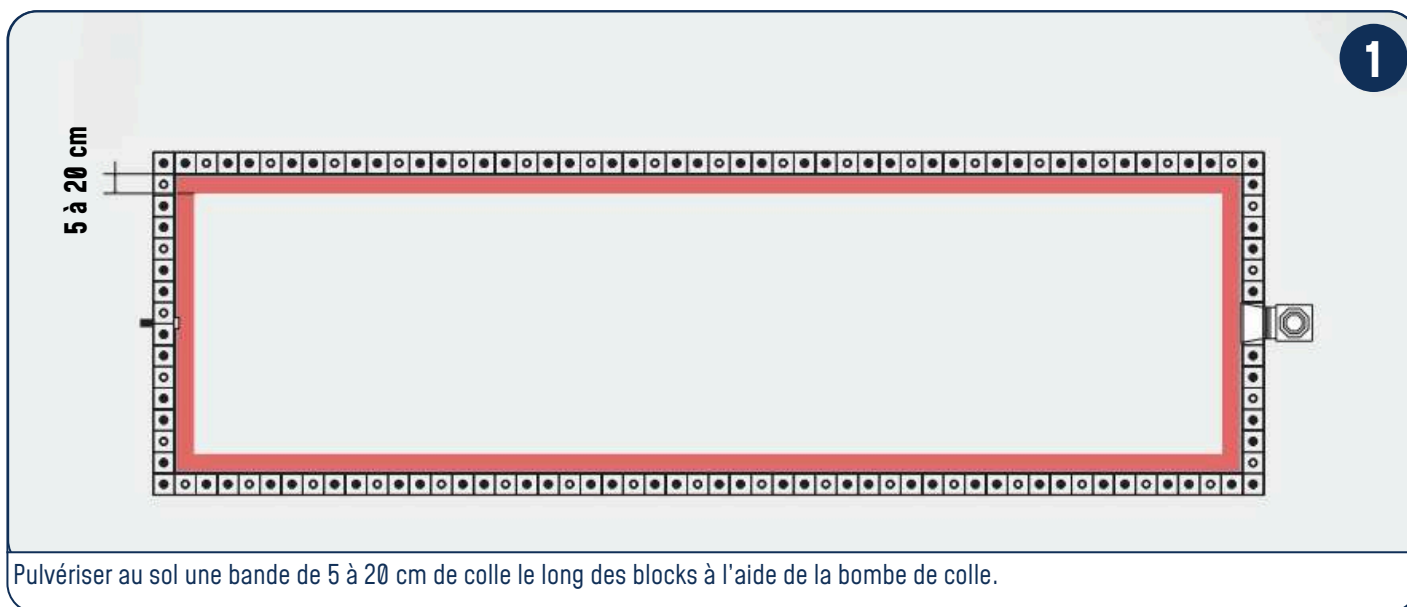 1
5 à 20 cm
Pulvériser au sol une bande de 5 à 20 cm de colle le long des blocks à l'aide de la bombe de colle.